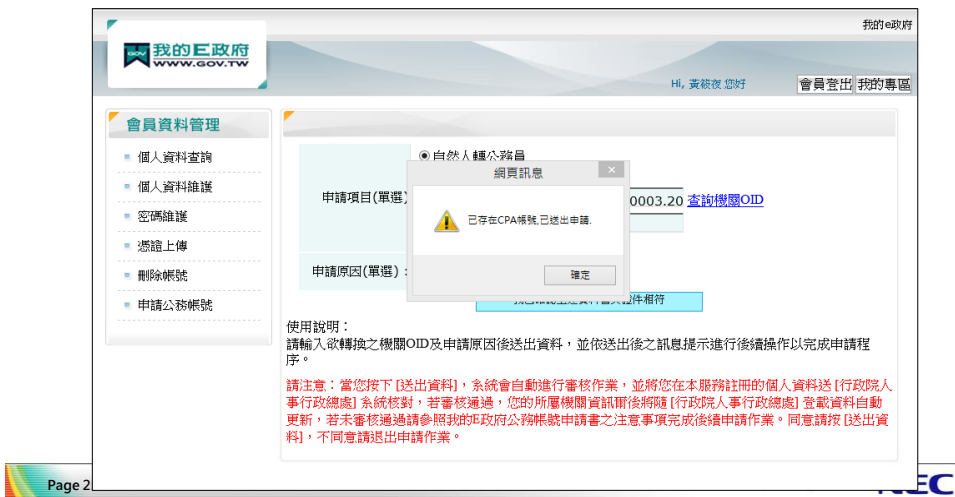 我的e政府
GOV 我的E政府
WWW.GOV.TW
Hi, 黃筱夜 您好
會員登出 我的專區
會員資料管理
個人資料查詢
個人資料維護
密碼維護
憑證上傳
刪除帳號
申請公務帳號
自然人轉公務員
網頁訊息
×
申請項目(單選)
0003.20 查詢機關OID
已存在CPA帳號,已送出申請.
申請原因(單選)：
確定
件相符
使用說明：
請輸入欲轉換之機關OID及申請原因後送出資料，並依送出後之訊息提示進行後續操作以完成申請程
序。
請注意：當您按下 [送出資料]，系統會自動進行審核作業，並將您在本服務註冊的個人資料送 [行政院人
事行政總處] 系統核對，若審核通過，您的所屬機關資訊爾後將隨 [行政院人事行政總處] 登載資料自動
更新，若未審核通過請參照我的E政府公務帳號申請書之注意事項完成後續申請作業。同意請按 [送出資
料]，不同意請退出申請作業。
Page 2